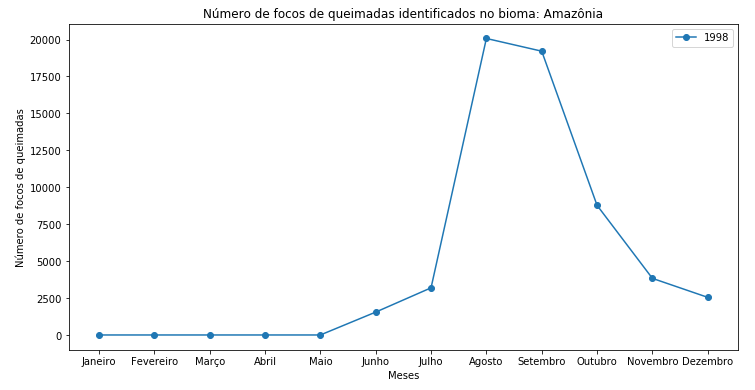 Número de focos de queimadas identificados no bioma: Amazônia
1998
Número de focos de queimadas
20000
17500
15000
12500
10000
7500
5000
2500
0
Janeiro Fevereiro Março Abril Maio Junho Julho Agosto Setembro Outubro Novembro Dezembro
Meses